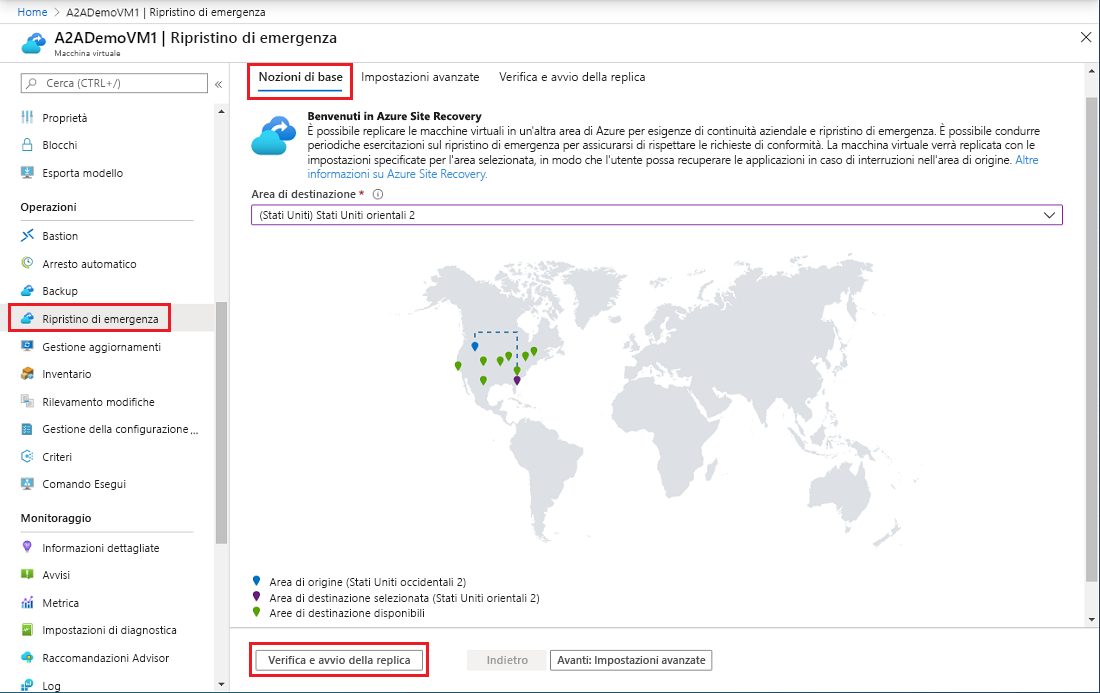 Home > A2ADemoVM1 | Ripristino di emergenza
A2ADemoVM1 | Ripristino di emergenza
Macchina virtuale
Cerca (CTRL+/)
«
Proprietà
Blocchi
Esporta modello
Operazioni
Bastion
Arresto automatico
Backup
Ripristino di emergenza
Gestione aggiornamenti
Inventario
Rilevamento modifiche
Gestione della configurazione ...
Criteri
Comando Esegui
Monitoraggio
Informazioni dettagliate
Avvisi
Metrica
Impostazioni di diagnostica
Raccomandazioni Advisor
Log
Nozioni di base Impostazioni avanzate Verifica e avvio della replica
Benvenuti in Azure Site Recovery
È possibile replicare le macchine virtuali in un'altra area di Azure per esigenze di continuità aziendale e ripristino di emergenza. È possibile condurre
periodiche esercitazioni sul ripristino di emergenza per assicurarsi di rispettare le richieste di conformità. La macchina virtuale verrà replicata con le
impostazioni specificate per l'area selezionata, in modo che l'utente possa recuperare le applicazioni in caso di interruzioni nell'area di origine. Altre
informazioni su Azure Site Recovery.
Area di destinazione *
(Stati Uniti) Stati Uniti orientali 2
Area di origine (Stati Uniti occidentali 2)
Area di destinazione selezionata (Stati Uniti orientali 2)
Aree di destinazione disponibili
Verifica e avvio della replica Indietro Avanti: Impostazioni avanzate